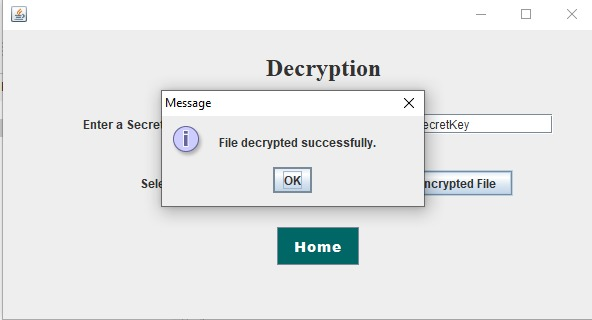 Decryption
Message
Enter a Secret
ecretKey
File decrypted successfully.
OK
Sele
ncrypted File
Home